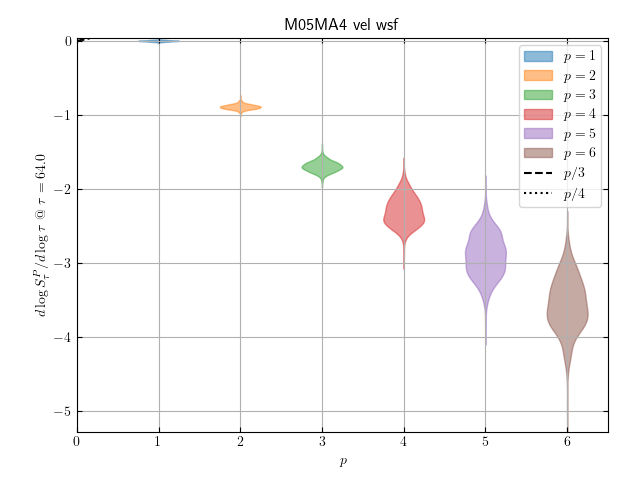 M05MA4 vel wsf
0
−1
−2
−3
−4
−5
d log S_τ^P / d log τ @ τ = 64.0
p = 1
p = 2
p = 3
p = 4
p = 5
p = 6
p/3
p/4
0 1 2 3 4 5 6
p